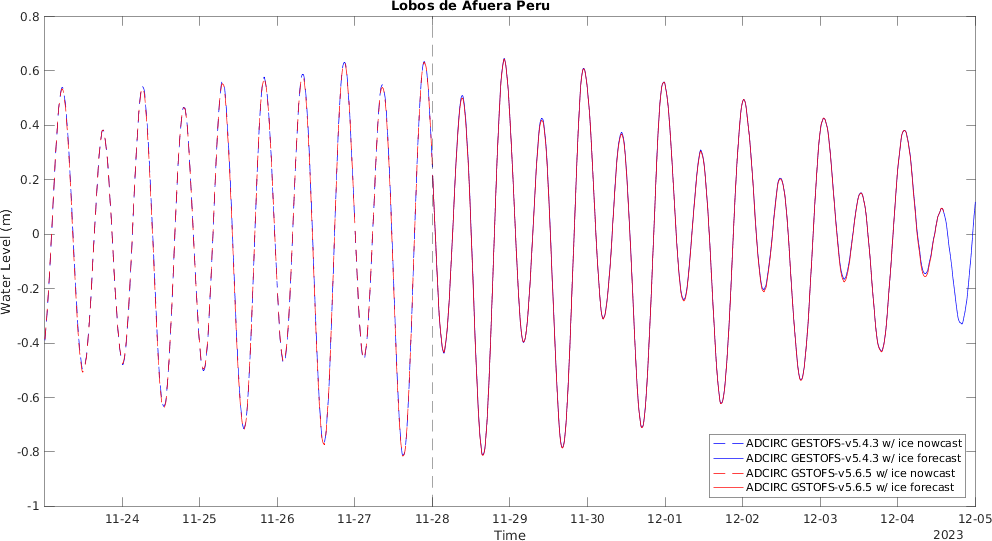 Lobos de Afuera Peru
0.8
0.6
0.4
0.2
0
-0.2
-0.4
-0.6
-0.8
-1
Water Level (m)
ADCIRC GESTOFS-v5.4.3 w/ ice nowcast
ADCIRC GESTOFS-v5.4.3 w/ ice forecast
ADCIRC GSTOFS-v5.6.5 w/ ice nowcast
ADCIRC GSTOFS-v5.6.5 w/ ice forecast
11-24 11-25 11-26 11-27 11-28 11-29 11-30 12-01 12-02 12-03 12-04 12-05
Time
2023